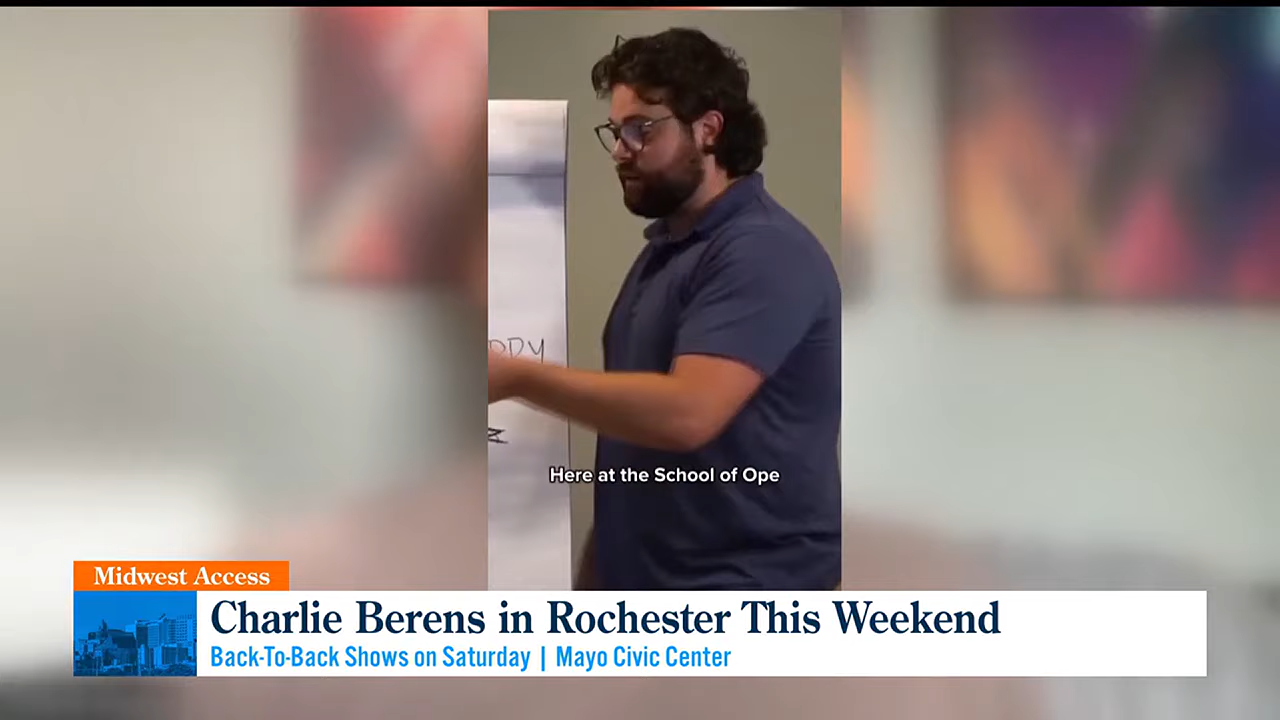 Here at the School of Ope
Midwest Access
Charlie Berens in Rochester This Weekend
Back-To-Back Shows on Saturday | Mayo Civic Center